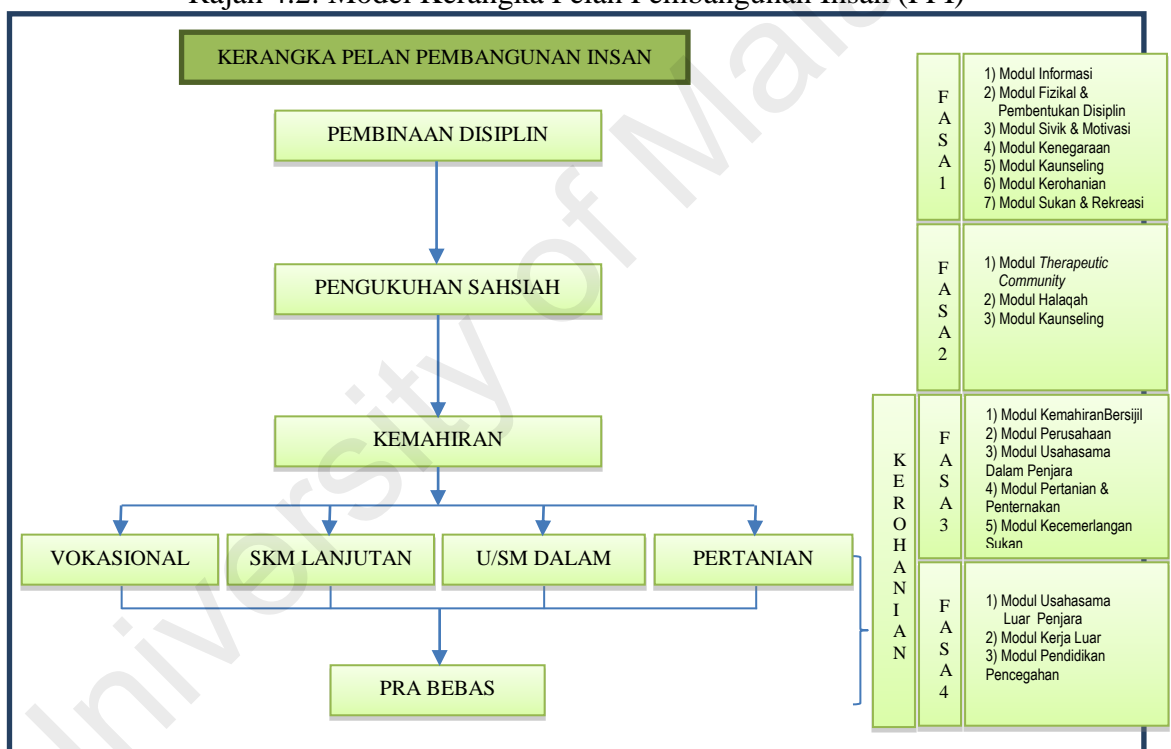 Rajah 4.2: Model Kerangka Pelan Pembangunan Insan (PPI)
KERANGKA PELAN PEMBANGUNAN INSAN
PEMBINAAN DISIPLIN
PENGUKUHAN SAHSIAH
KEMAHIRAN
VOKASIONAL
SKM LANJUTAN
U/SM DALAM
PERTANIAN
PRA BEBAS
FASA 1
1) Modul Informasi
2) Modul Fizikal &
Pembentukan Disiplin
3) Modul Sivik & Motivasi
4) Modul Kenegaraan
5) Modul Kaunseling
6) Modul Kerohanian
7) Modul Sukan & Rekreasi
FASA 2
1) Modul Therapeutic
Community
2) Modul Halaqah
3) Modul Kaunseling
KEROHANIAN
FASA 3
1) Modul KemahiranBersijil
2) Modul Perusahaan
3) Modul Usahasama
Dalam Penjara
4) Modul Pertanian &
Penternakan
5) Modul Kecemerlangan
Sukan
FASA 4
1) Modul Usahasama
Luar Penjara
2) Modul Kerja Luar
3) Modul Pendidikan
Pencegahan
University of Mala